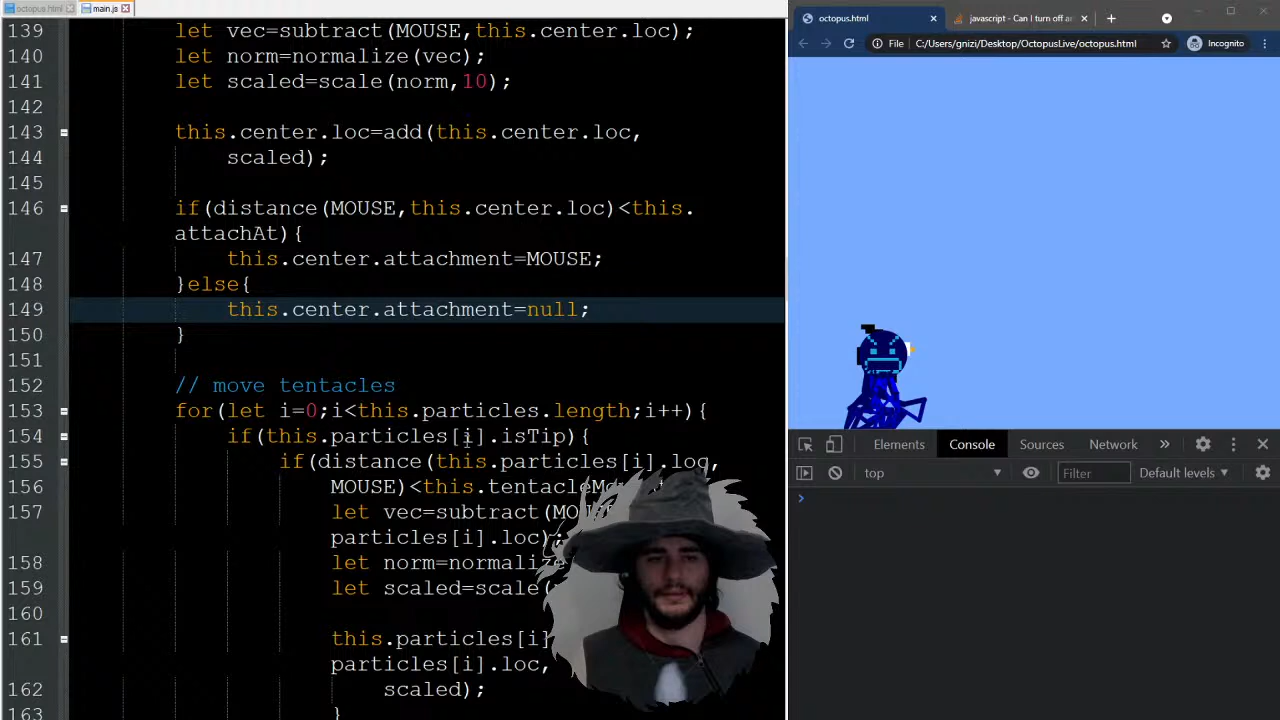 octopus.html
main.js
139 let vec=subtract(MOUSE,this.center.loc);
140 let norm=normalize(vec);
141 let scaled=scale(norm,10);
142
143 this.center.loc=add(this.center.loc,
144 scaled);
145
146 if(distance(MOUSE,this.center.loc)<this.
attachAt){
147 this.center.attachment=MOUSE;
148 }else{
149 this.center.attachment=null;
150 }
151
152 // move tentacles
153 for(let i=0;i<this.particles.length;i++){
154 if(this.particles[i].isTip){
155 if(distance(this.particles[i].loc,
156 MOUSE)<this.
157 let vec=subtract(
particles[i].loc);
158 let norm=normalize
159 let scaled=scale(
160
161 this.particles[i]
particles[i].loc,
162 scaled);
163 }
octopus.html
javascript - Can I turn off an
File
C:/Users/gnizi/Desktop/OctopusLive/octopus.html
Incognito
Elements
Console
Sources
Network
top
Filter
Default levels